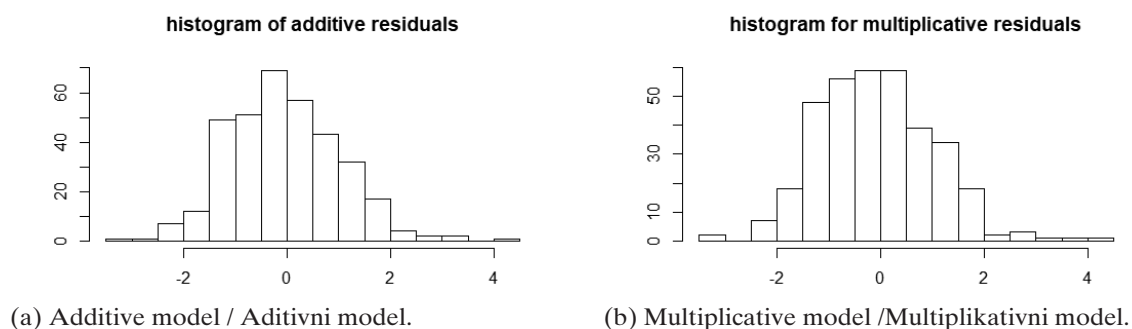 histogram of additive residuals
60
40
20
0
-2 0 2 4
(a) Additive model / Aditivni model.
histogram for multiplicative residuals
50
30
10
0
-2 0 2 4
(b) Multiplicative model /Multiplikativni model.